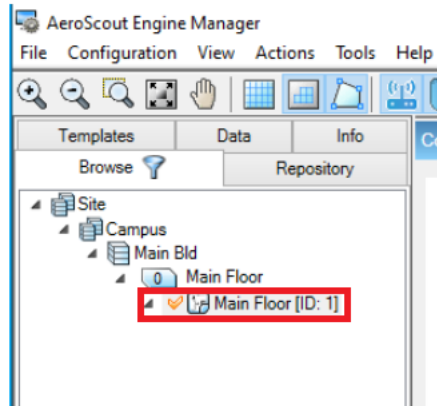 AeroScout Engine Manager
File Configuration View Actions Tools Help
Templates Data Info
Browse Repository
Site
Campus
Main Bld
0 Main Floor
Main Floor [ID: 1]